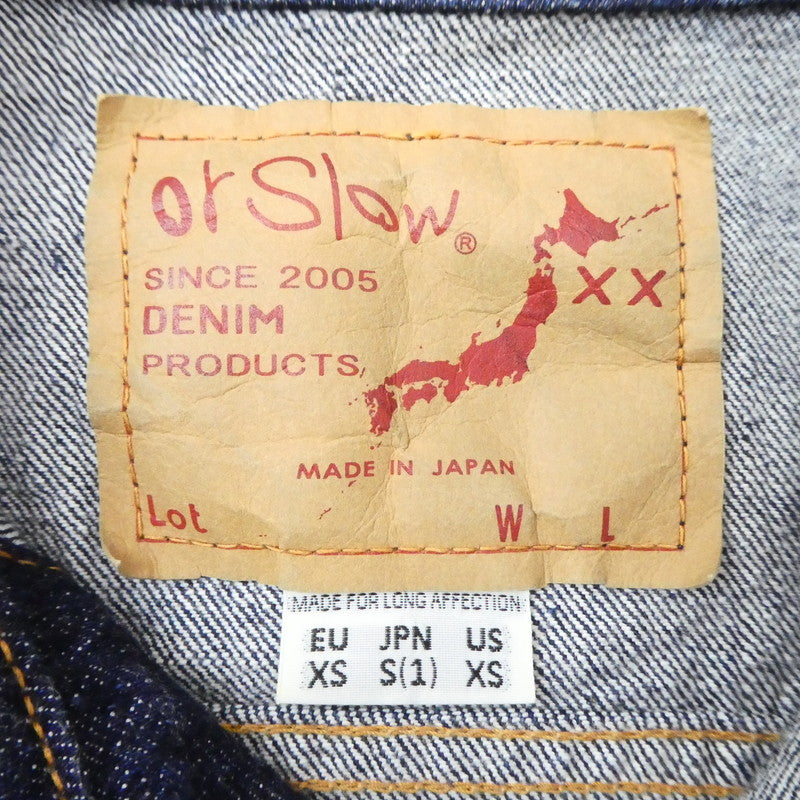 orSlow®
SINCE 2005
DENIM
PRODUCTS
XX
MADE IN JAPAN
Lot W L
MADE FOR LONG AFFECTION
EU JPN US
XS S(1) XS